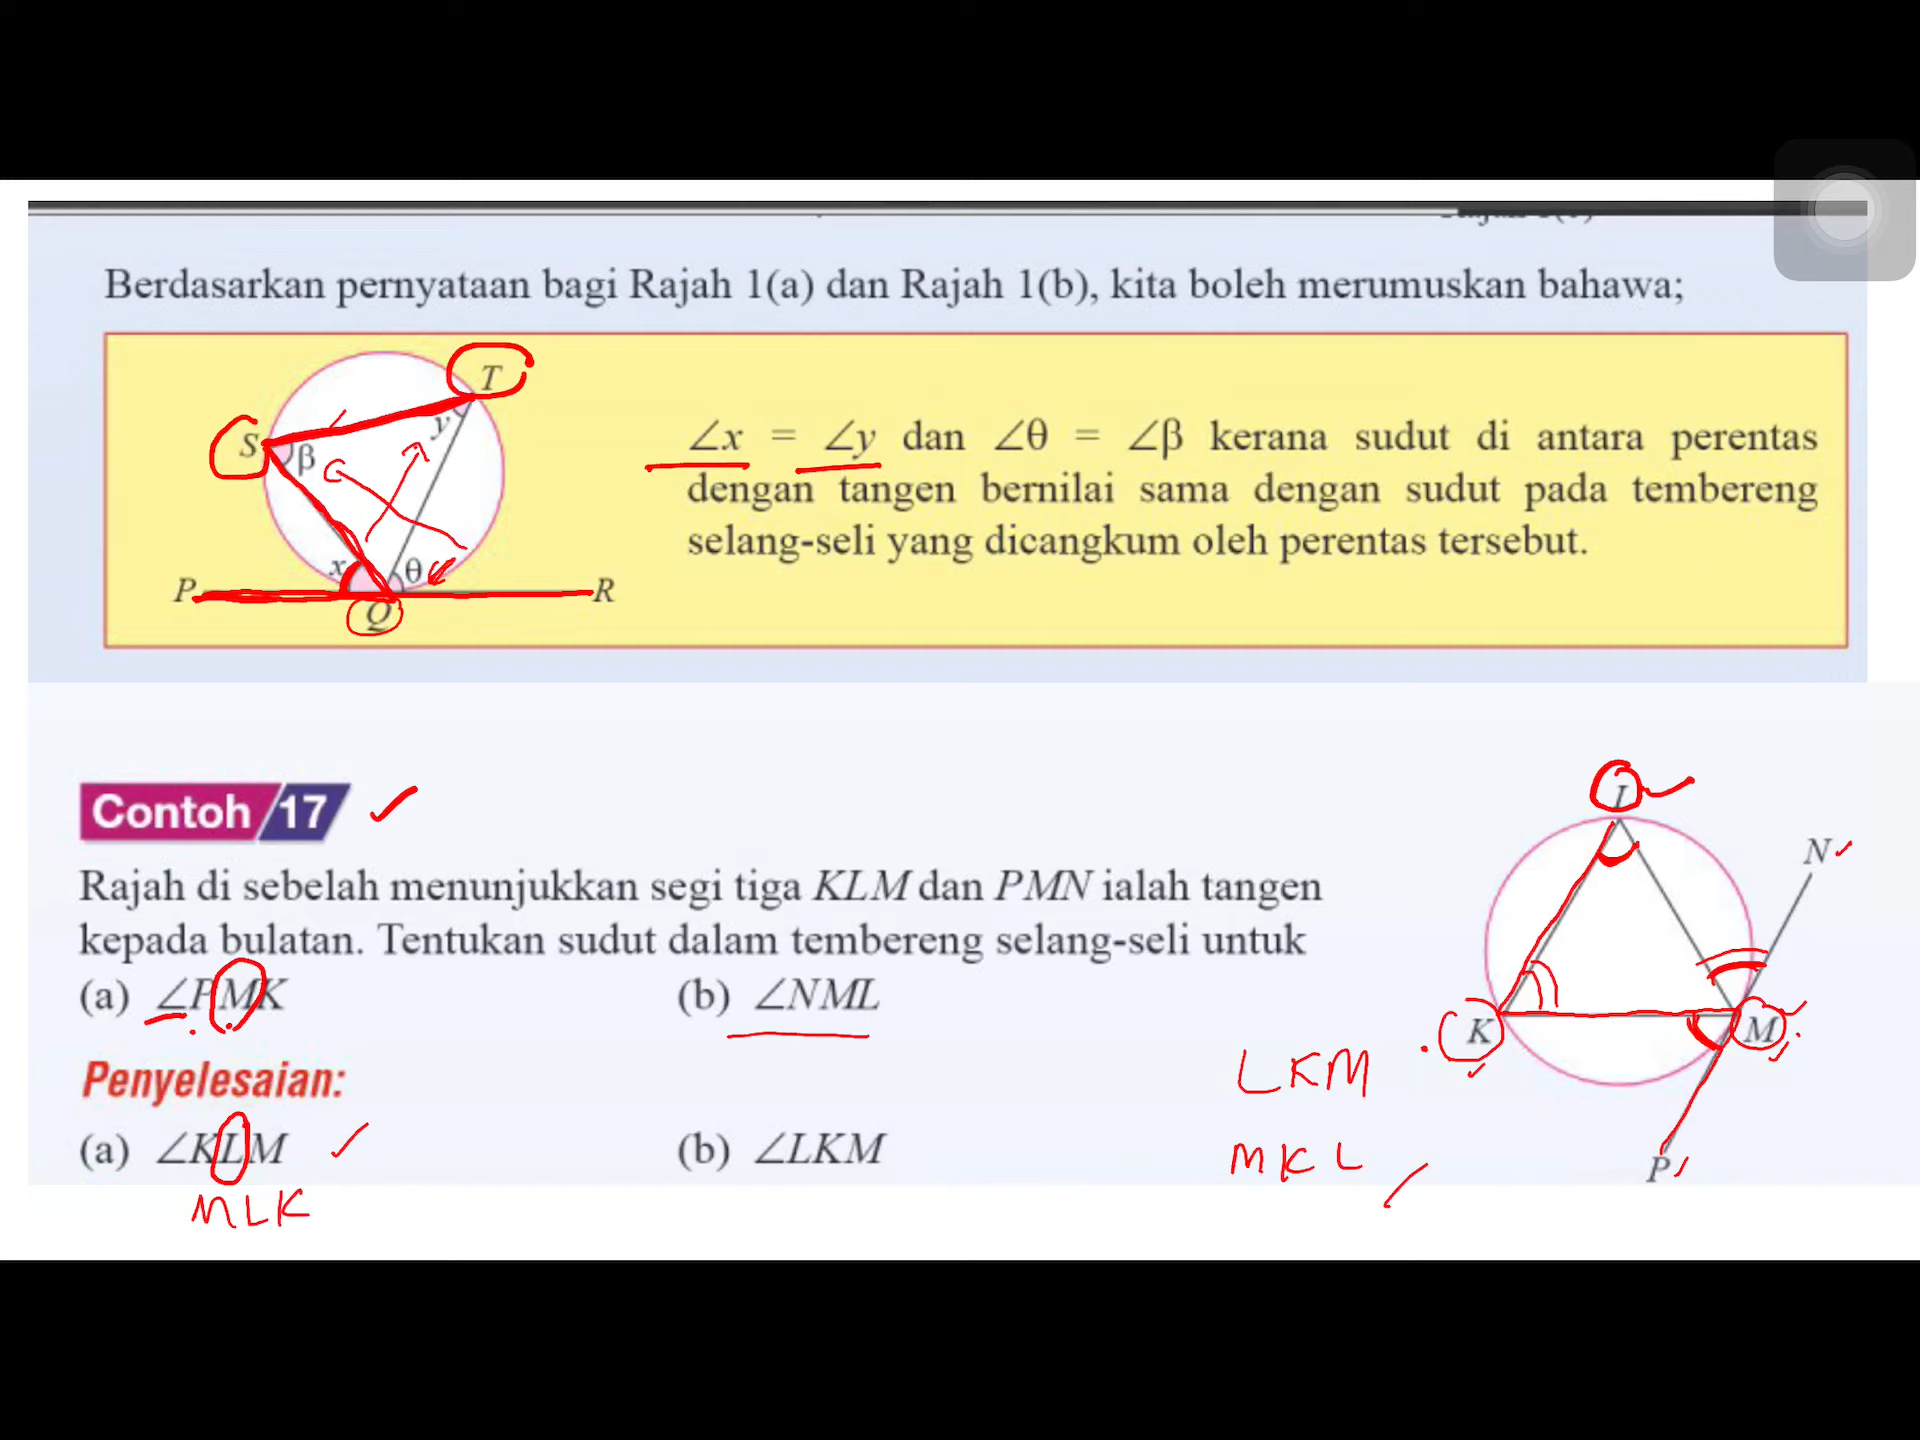 Berdasarkan pernyataan bagi Rajah 1(a) dan Rajah 1(b), kita boleh merumuskan bahawa;
T
S
β
y
x
θ
P
Q
R
∠x = ∠y dan ∠θ = ∠β kerana sudut di antara perentas
dengan tangen bernilai sama dengan sudut pada tembereng
selang-seli yang dicangkum oleh perentas tersebut.
Contoh 17
Rajah di sebelah menunjukkan segi tiga KLM dan PMN ialah tangen
kepada bulatan. Tentukan sudut dalam tembereng selang-seli untuk
(a) ∠PMK (b) ∠NML
Penyelesaian:
(a) ∠KLM (b) ∠LKM
MLK
LKM
MKL
N
K
M
P